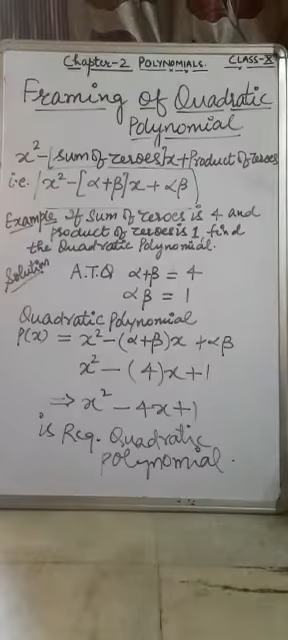 Chapter-2 POLYNOMIALS. CLASS-X
Framing of Quadratic
Polynomial
x² - [Sum of zeroes]x + Product of zeroes
i.e. x² - [α+β]x + αβ
Example If Sum of Zeroes is 4 and
product of zeroes is 1, find
the Quadratic Polynomial.
Solution A.T.Q α+β = 4
αβ = 1
Quadratic Polynomial
P(x) = x² - (α+β)x + αβ
x² - (4)x + 1
⇒ x² - 4x + 1
is Req. Quadratic
polynomial.